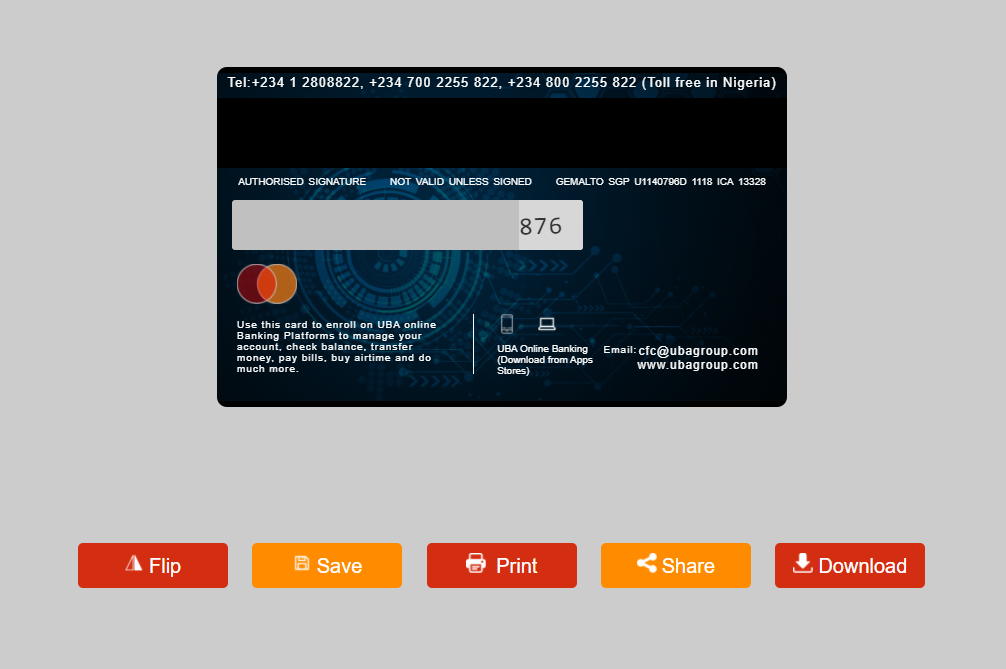 Tel:+234 1 2808822, +234 700 2255 822, +234 800 2255 822 (Toll free in Nigeria)
AUTHORISED SIGNATURE NOT VALID UNLESS SIGNED GEMALTO SGP U1140796D 1118 ICA 13328
876
Use this card to enroll on UBA online
Banking Platforms to manage your
account, check balance, transfer
money, pay bills, buy airtime and do
much more.
UBA Online Banking
(Download from Apps
Stores)
Email: cfc@ubagroup.com
www.ubagroup.com
Flip Save Print Share Download